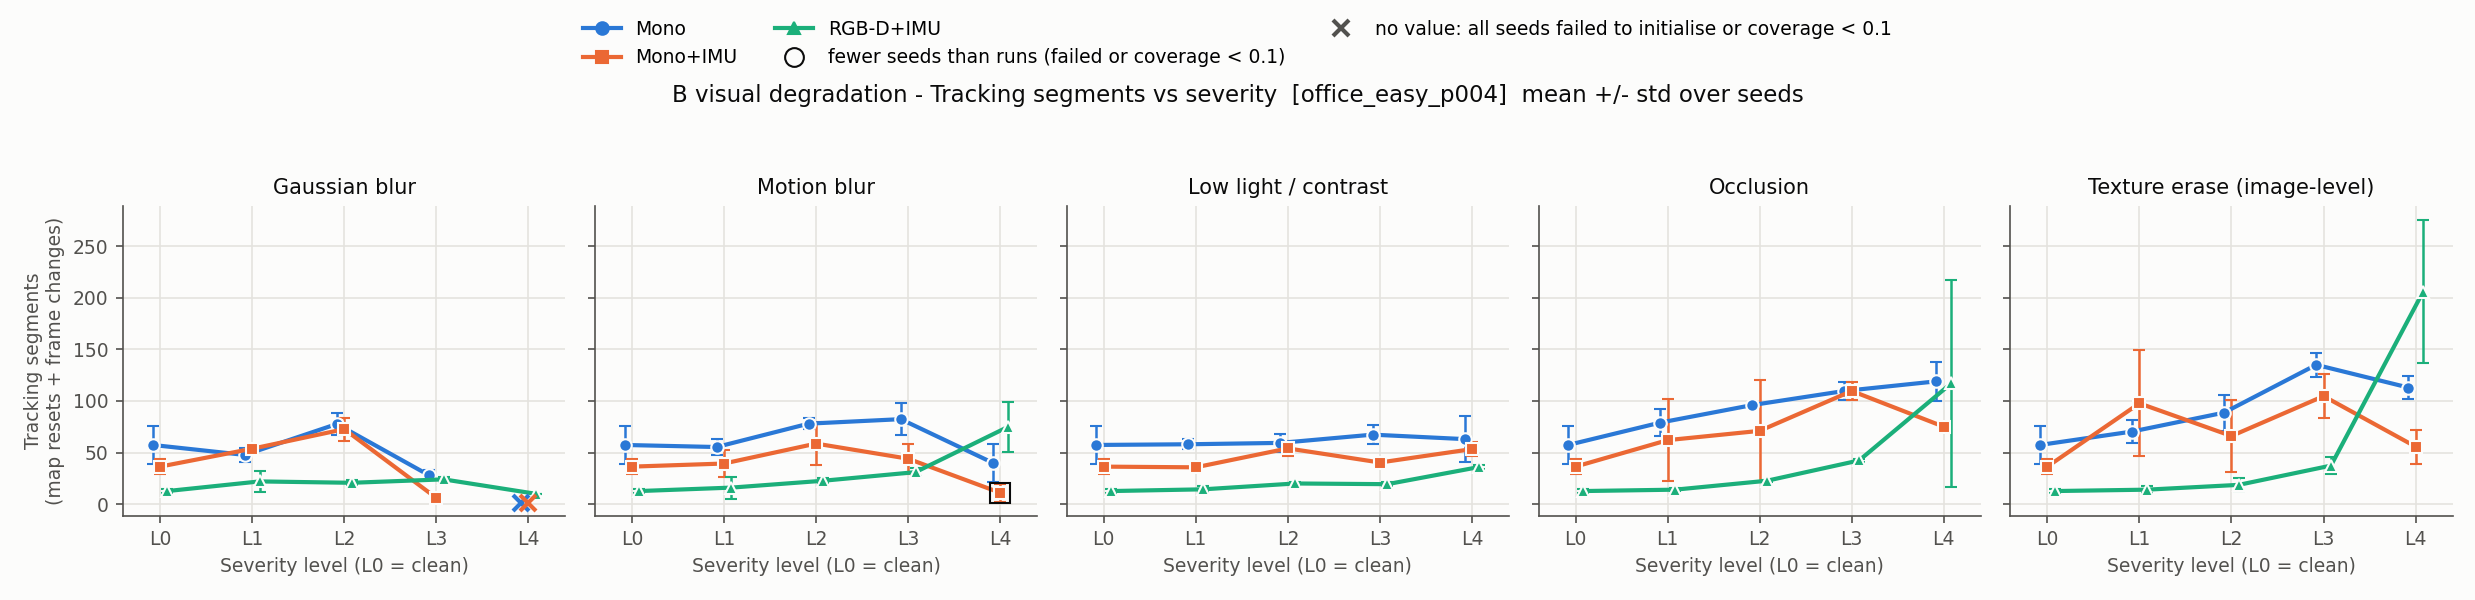 Mono
Mono+IMU
RGB-D+IMU
fewer seeds than runs (failed or coverage < 0.1)
no value: all seeds failed to initialise or coverage < 0.1
B visual degradation - Tracking segments vs severity [office_easy_p004] mean +/- std over seeds
Gaussian blur
Motion blur
Low light / contrast
Occlusion
Texture erase (image-level)
Tracking segments
(map resets + frame changes)
250
200
150
100
50
0
L0 L1 L2 L3 L4
L0 L1 L2 L3 L4
L0 L1 L2 L3 L4
L0 L1 L2 L3 L4
L0 L1 L2 L3 L4
Severity level (L0 = clean)
Severity level (L0 = clean)
Severity level (L0 = clean)
Severity level (L0 = clean)
Severity level (L0 = clean)